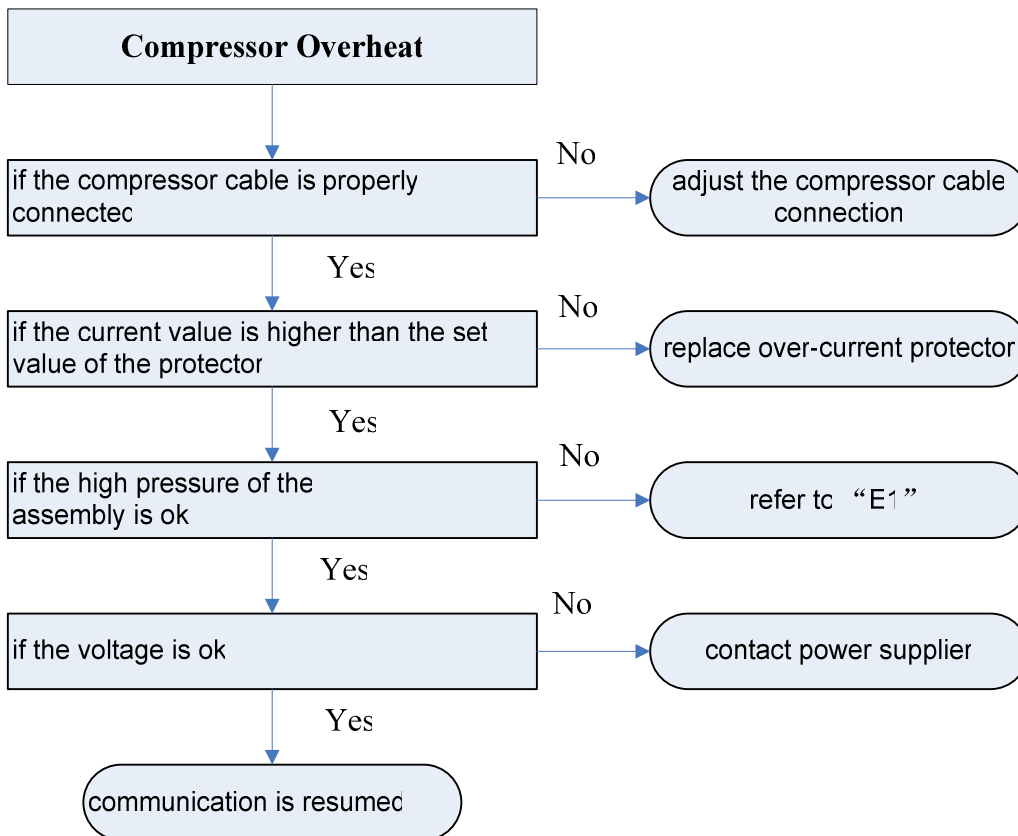 Compressor Overheat
No
if the compressor cable is properly
connected
adjust the compressor cable
connection
Yes
No
if the current value is higher than the set
value of the protector
replace over-current protector
Yes
No
if the high pressure of the
assembly is ok
refer to “E1”
Yes
No
if the voltage is ok
contact power supplier
Yes
communication is resumed